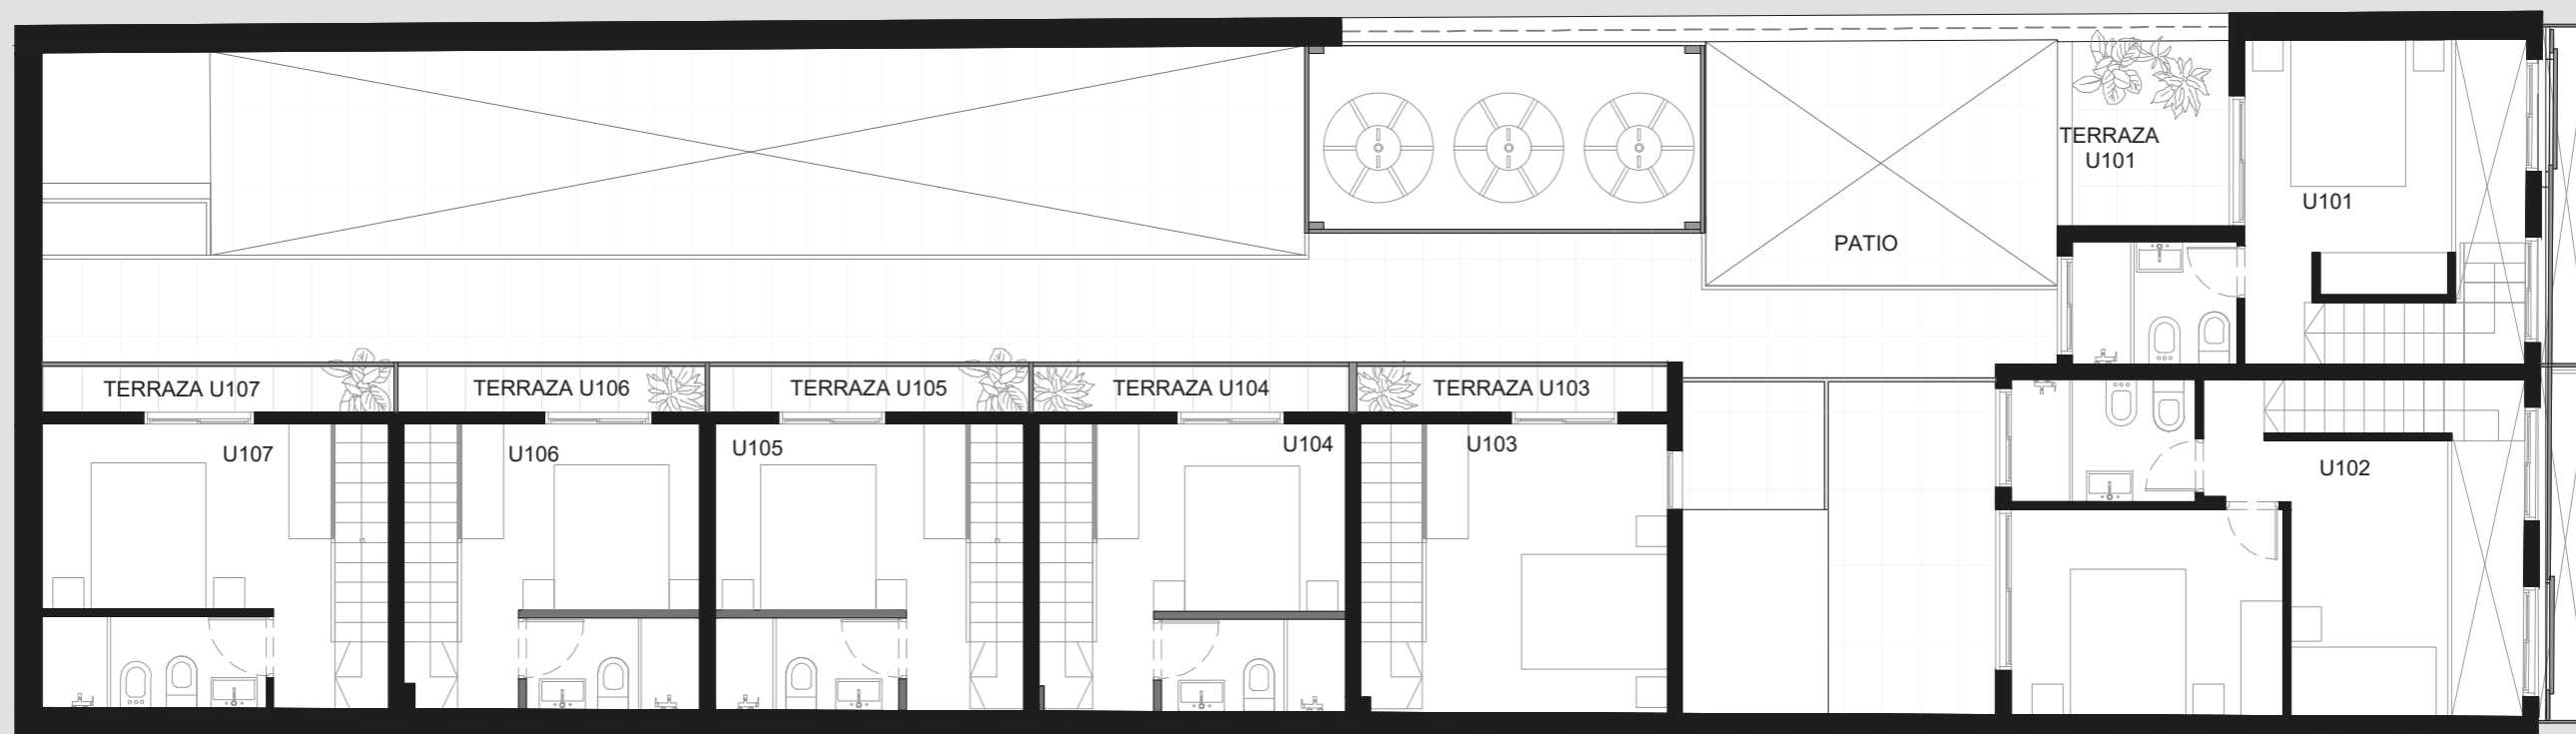 TERRAZA
U101
U101
PATIO
TERRAZA U107
TERRAZA U106
TERRAZA U105
TERRAZA U104
TERRAZA U103
U107
U106
U105
U104
U103
U102